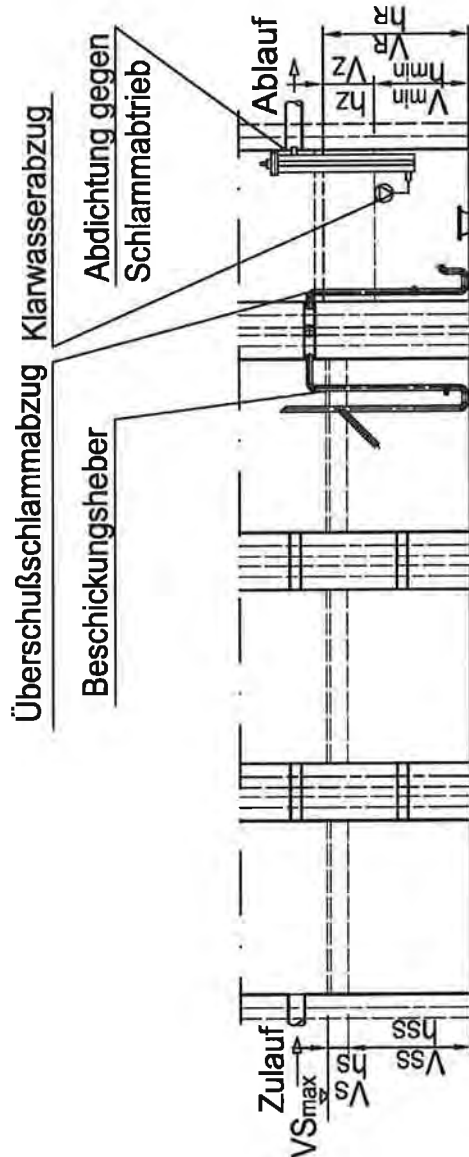 Überschußschlammabzug
Klarwasserabzug
Beschickungsheber
Abdichtung gegen
Schlammabtrieb
Zulauf
VSmax
VS
hS
VSS
hSS
Ablauf
VZ
hZ
Vmin
hmin
VR
hR